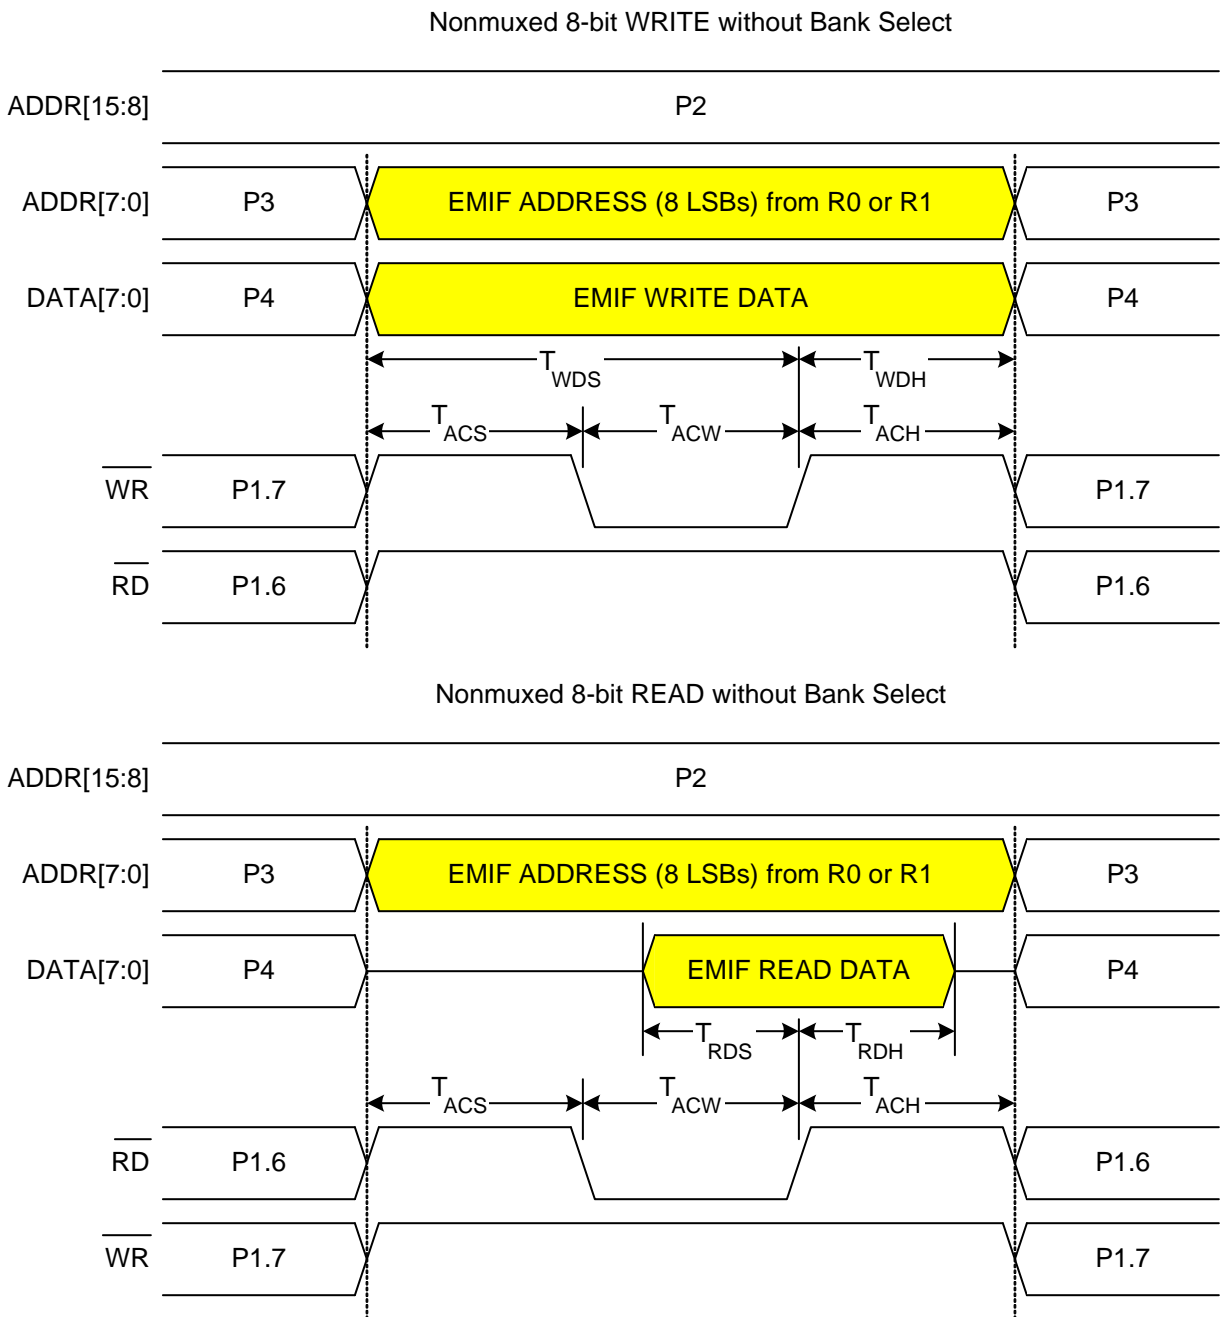 Nonmuxed 8-bit WRITE without Bank Select
ADDR[15:8] P2
ADDR[7:0] P3 EMIF ADDRESS (8 LSBs) from R0 or R1 P3
DATA[7:0] P4 EMIF WRITE DATA P4
TWDS TWDH
TACS TACW TACH
WR P1.7 P1.7
RD P1.6 P1.6
Nonmuxed 8-bit READ without Bank Select
ADDR[15:8] P2
ADDR[7:0] P3 EMIF ADDRESS (8 LSBs) from R0 or R1 P3
DATA[7:0] P4 EMIF READ DATA P4
TRDS TRDH
TACS TACW TACH
RD P1.6 P1.6
WR P1.7 P1.7